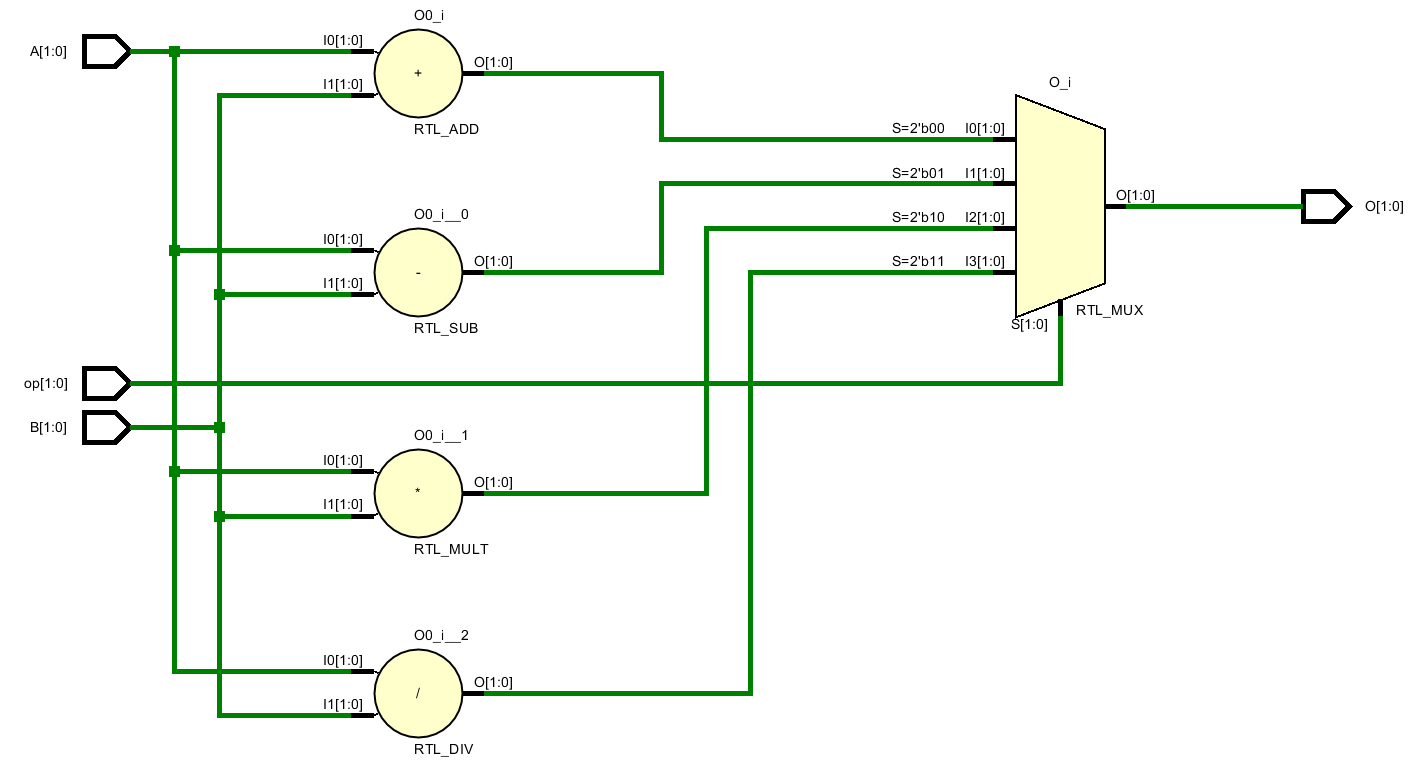 A[1:0]
O0_i
I0[1:0]
I1[1:0]
+
O[1:0]
RTL_ADD
O0_i__0
I0[1:0]
I1[1:0]
-
O[1:0]
RTL_SUB
op[1:0]
B[1:0]
O0_i__1
I0[1:0]
I1[1:0]
*
O[1:0]
RTL_MULT
O0_i__2
I0[1:0]
I1[1:0]
/
O[1:0]
RTL_DIV
O_i
S=2'b00 I0[1:0]
S=2'b01 I1[1:0]
S=2'b10 I2[1:0]
S=2'b11 I3[1:0]
S[1:0]
RTL_MUX
O[1:0]
O[1:0]